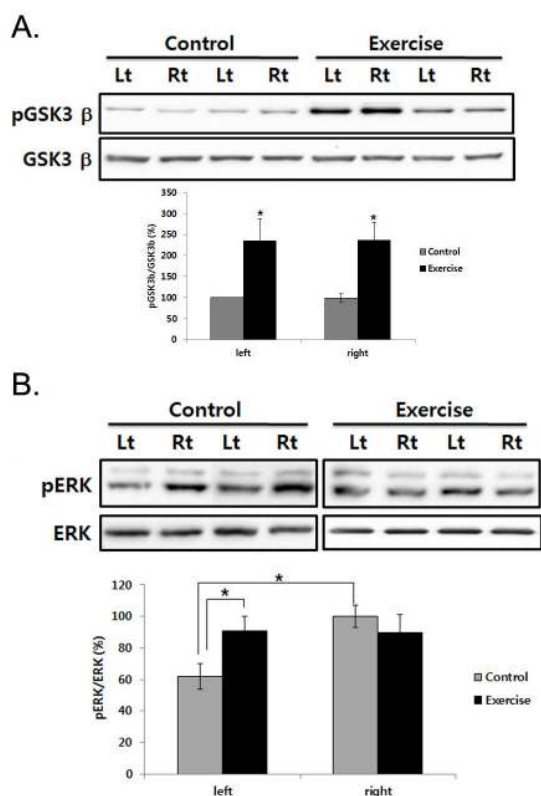 A.
Control Exercise
Lt Rt Lt Rt Lt Rt Lt Rt
pGSK3 β
GSK3 β
pGSK3b/GSK3b (%)
350
300
250
200
150
100
50
0
* *
left right
Control
Exercise
B.
Control Exercise
Lt Rt Lt Rt Lt Rt Lt Rt
pERK
ERK
pERK/ERK (%)
120
100
80
60
40
20
0
*
*
left right
Control
Exercise